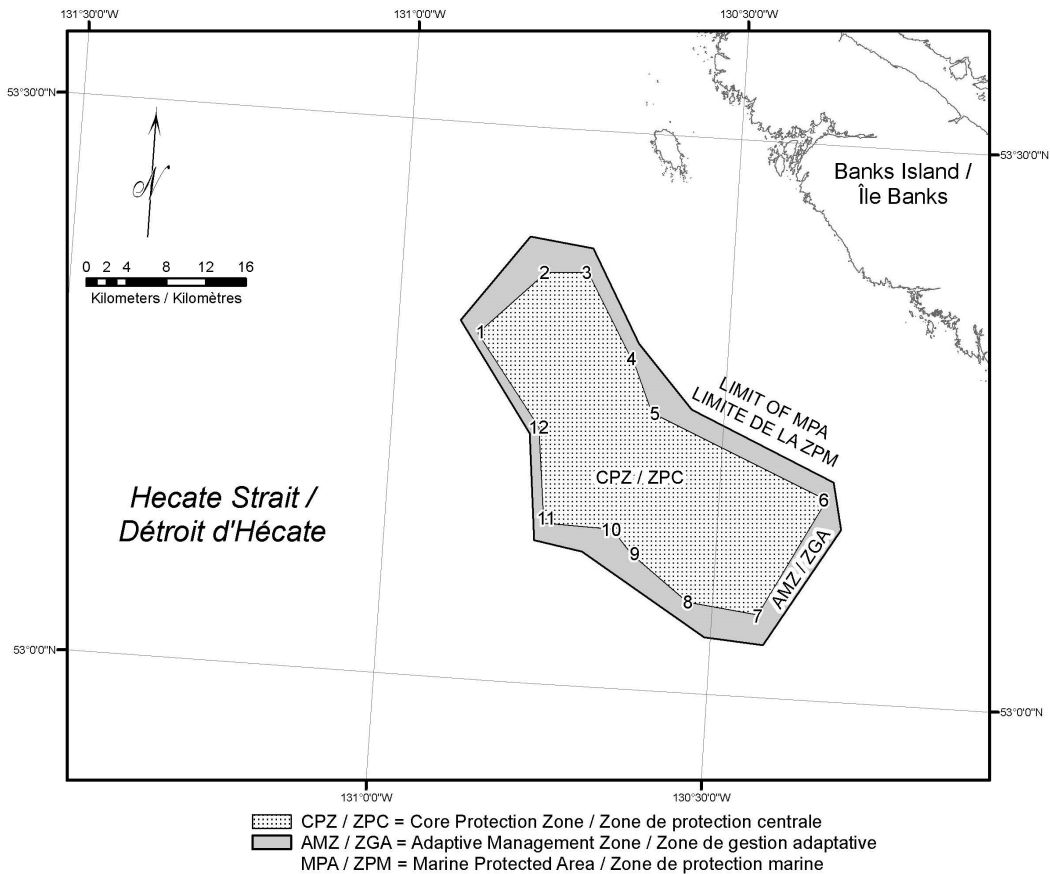 131°30'0"W
131°0'0"W
130°30'0"W
53°30'0"N
53°30'0"N
Banks Island /
Île Banks
N
0 2 4 8 12 16
Kilometers / Kilomètres
1
2
3
4
5
6
7
8
9
10
11
12
LIMIT OF MPA
LIMITE DE LA ZPM
CPZ / ZPC
AMZ / ZGA
Hecate Strait /
Détroit d'Hécate
53°0'0"N
53°0'0"N
131°0'0"W
130°30'0"W
CPZ / ZPC = Core Protection Zone / Zone de protection centrale
AMZ / ZGA = Adaptive Management Zone / Zone de gestion adaptative
MPA / ZPM = Marine Protected Area / Zone de protection marine